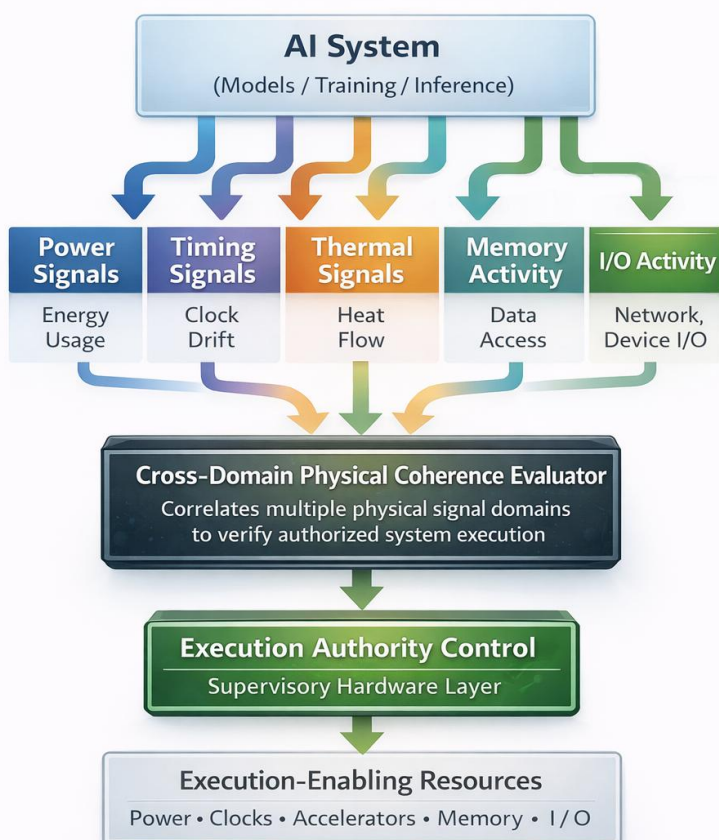 AI System
(Models / Training / Inference)
Power
Signals
Timing
Signals
Thermal
Signals
Memory
Activity
I/O Activity
Energy
Usage
Clock
Drift
Heat
Flow
Data
Access
Network,
Device I/O
Cross-Domain Physical Coherence Evaluator
Correlates multiple physical signal domains
to verify authorized system execution
Execution Authority Control
Supervisory Hardware Layer
Execution-Enabling Resources
Power • Clocks • Accelerators • Memory • I/O